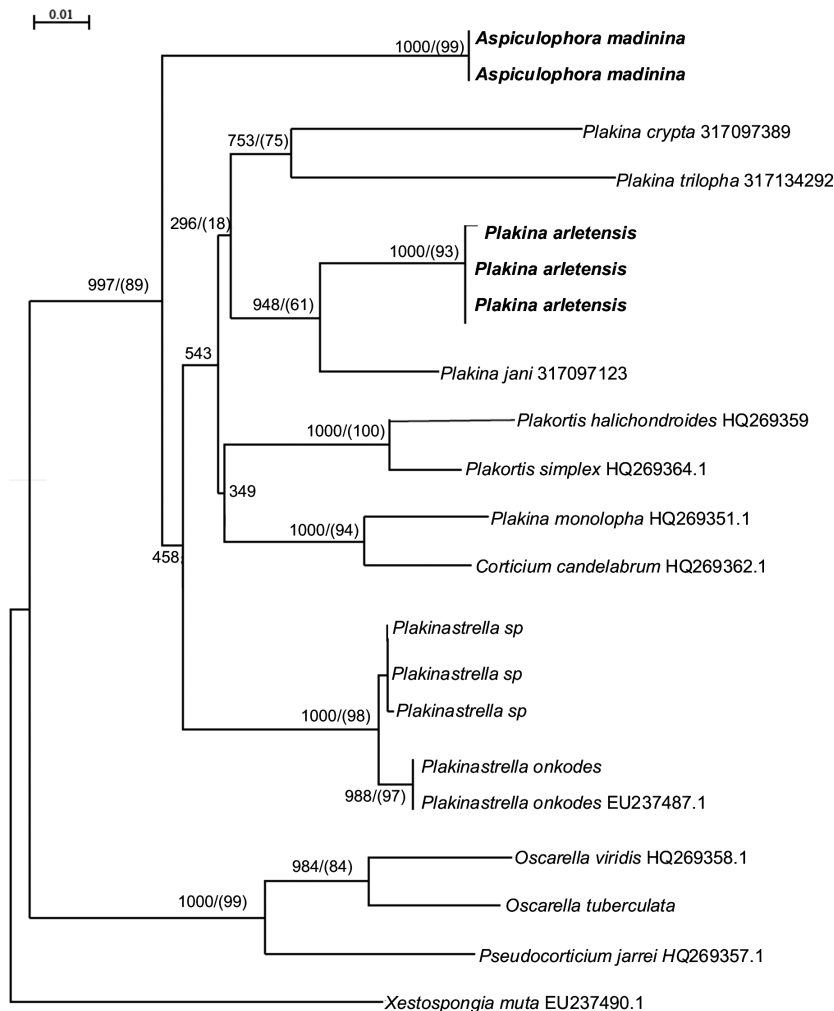 0.01
1000/(99)
Aspiculophora madinina
Aspiculophora madinina
753/(75)
Plakina crypta 317097389
Plakina trilopha 317134292
296/(18)
Plakina arletensis
1000/(93)
Plakina arletensis
997/(89)
948/(61)
Plakina arletensis
543
Plakina jani 317097123
Plakortis halichondroides HQ269359
1000/(100)
Plakortis simplex HQ269364.1
349
Plakina monolopha HQ269351.1
1000/(94)
458
Corticium candelabrum HQ269362.1
Plakinastrella sp
Plakinastrella sp
1000/(98)
Plakinastrella sp
Plakinastrella onkodes
988/(97)
Plakinastrella onkodes EU237487.1
984/(84)
Oscarella viridis HQ269358.1
1000/(99)
Oscarella tuberculata
Pseudocorticium jarrei HQ269357.1
Xestospongia muta EU237490.1